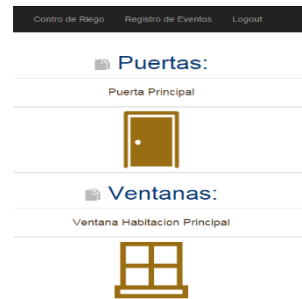 Contro de Riego Registro de Eventos Logout
Puertas:
Puerta Principal
Ventanas:
Ventana Habitacion Principal